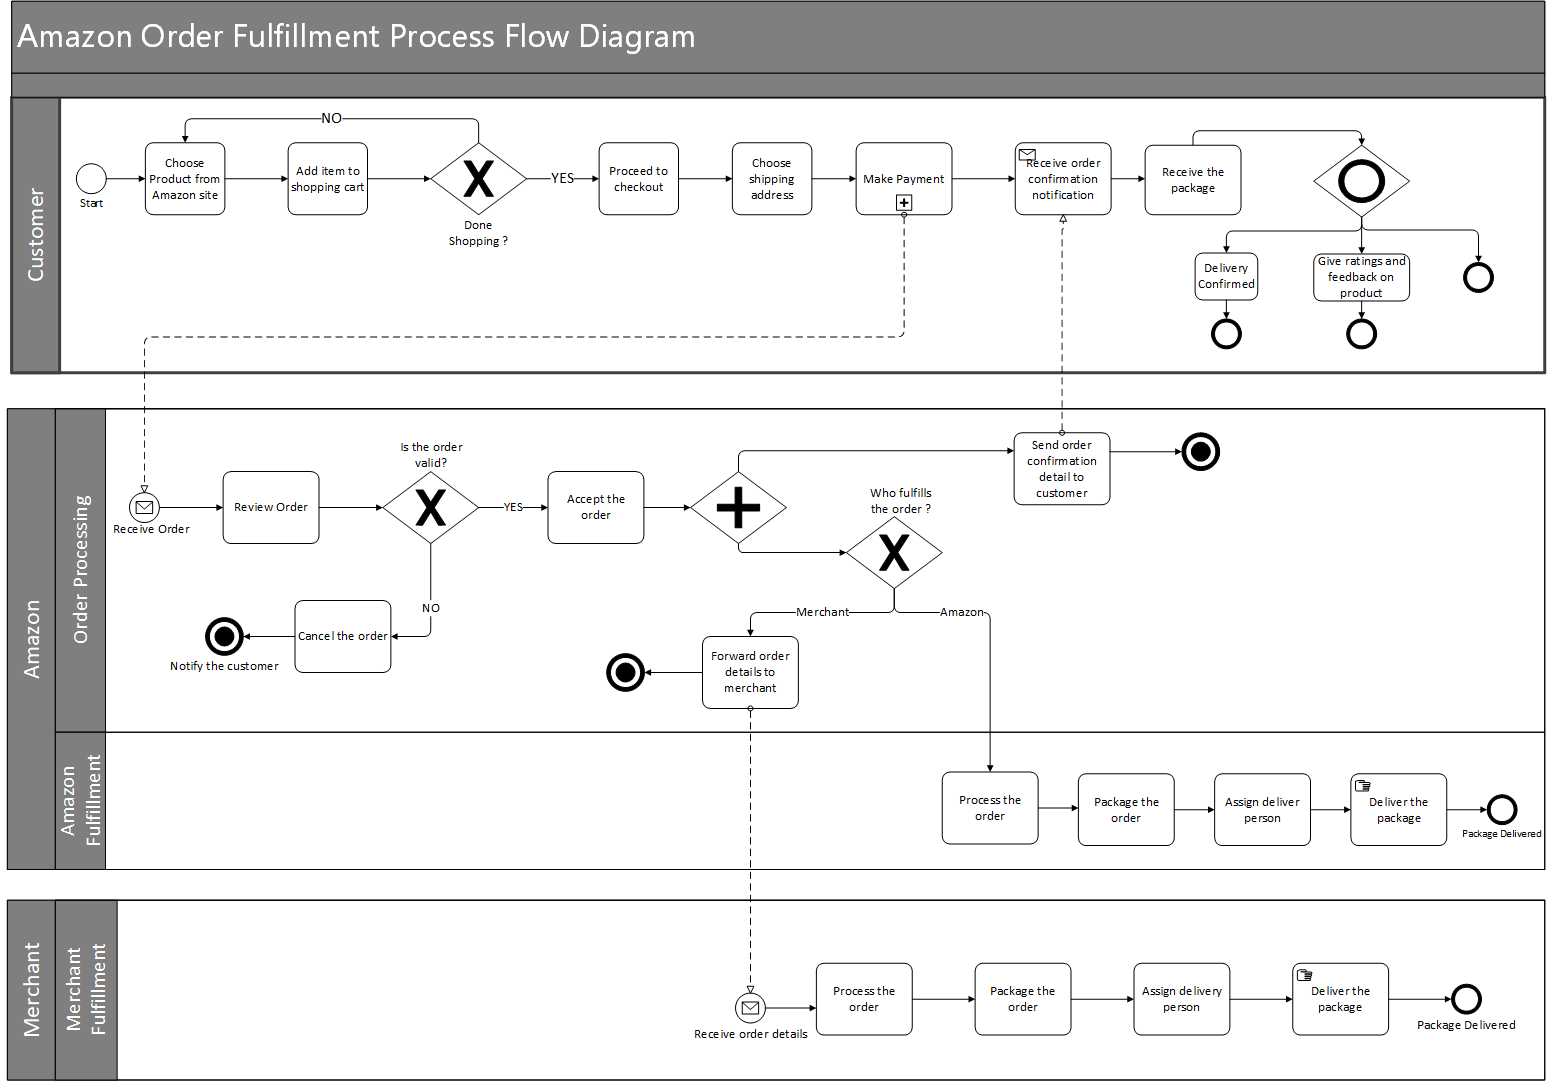 Amazon Order Fulfillment Process Flow Diagram
Customer
NO
Start
Choose
Product from
Amazon site
Add item to
shopping cart
X
Done
Shopping ?
YES
Proceed to
checkout
Choose
shipping
address
Make Payment
Receive order
confirmation
notification
Receive the
package
Delivery
Confirmed
Give ratings and
feedback on
product
Amazon
Order Processing
Receive Order
Review Order
Is the order
valid?
X
YES
NO
Cancel the order
Notify the customer
Accept the
order
Who fulfills
the order ?
X
Merchant
Amazon
Send order
confirmation
detail to
customer
Forward order
details to
merchant
Amazon
Fulfillment
Process the
order
Package the
order
Assign deliver
person
Deliver the
package
Package Delivered
Merchant
Merchant
Fulfillment
Receive order details
Process the
order
Package the
order
Assign delivery
person
Deliver the
package
Package Delivered